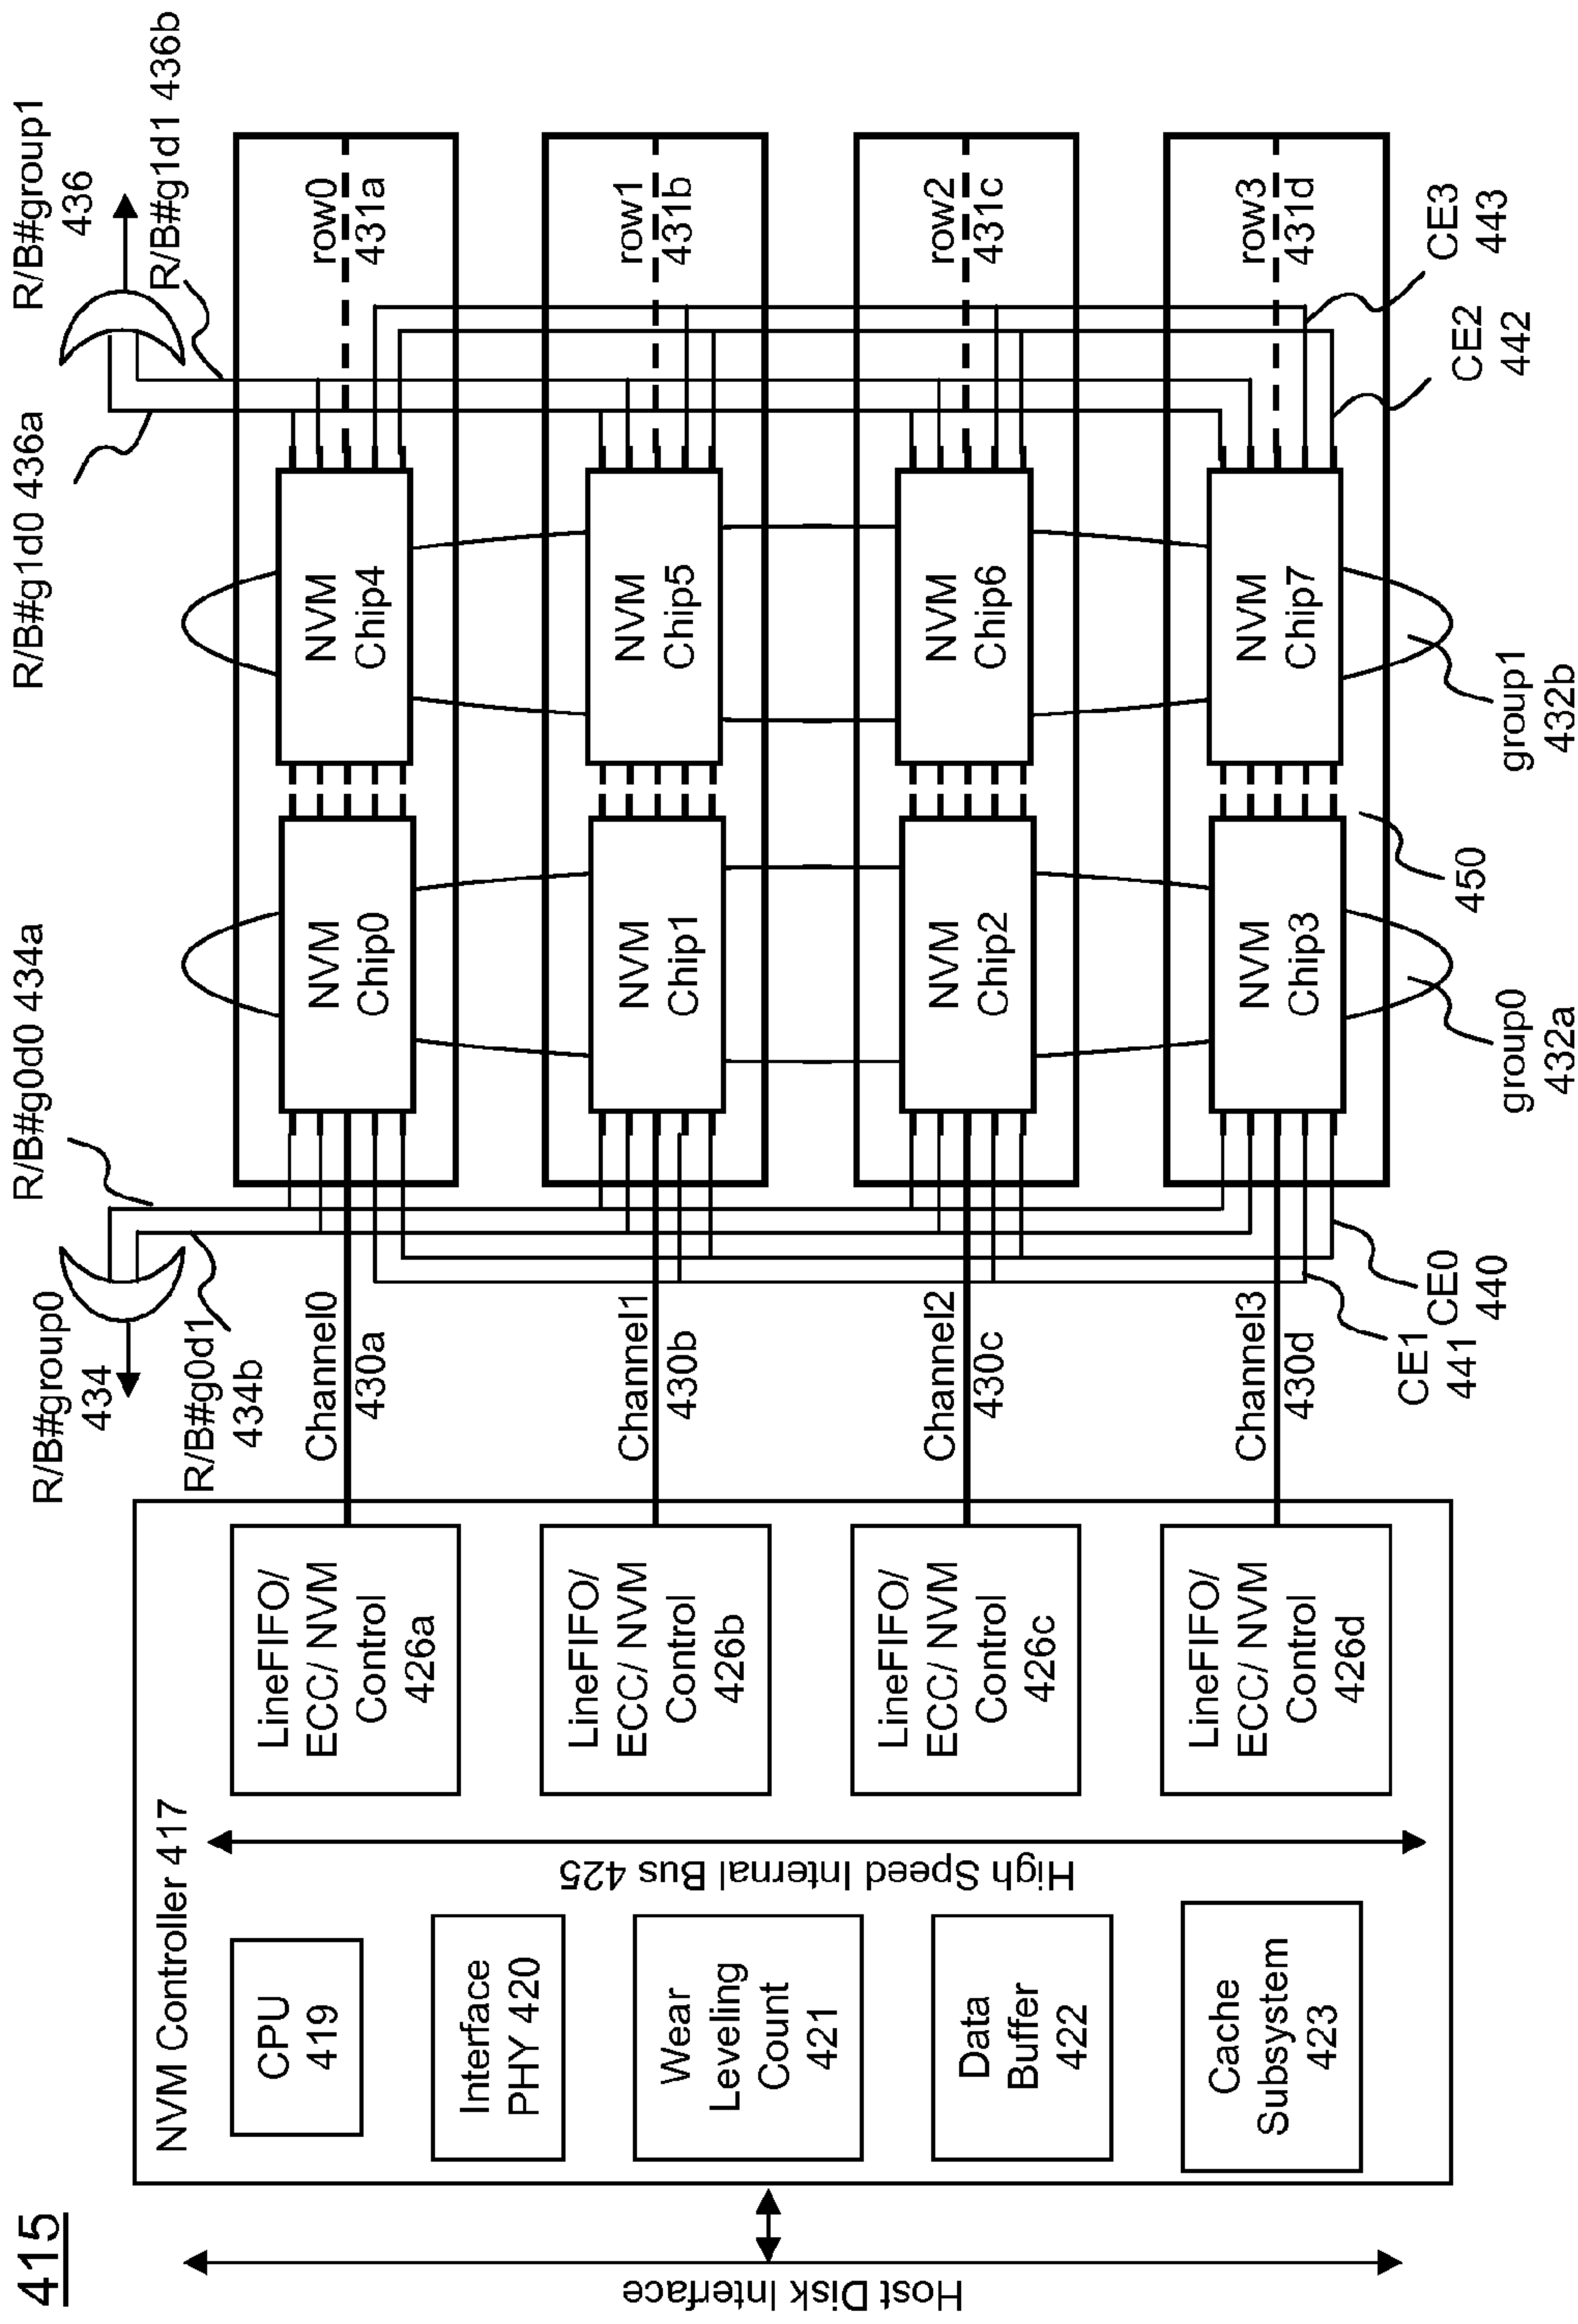 415
Host Disk Interface
NVM Controller 417
CPU
419
Interface
PHY 420
Wear
Leveling
Count
421
Data
Buffer
422
Cache
Subsystem
423
High Speed Internal Bus 425
LineFIFO/
ECC/ NVM
Control
426a
LineFIFO/
ECC/ NVM
Control
426b
LineFIFO/
ECC/ NVM
Control
426c
LineFIFO/
ECC/ NVM
Control
426d
R/B#group0
434
R/B#g0d1
434b
R/B#g0d0 434a
Channel0
430a
Channel1
430b
Channel2
430c
Channel3
430d
CE1
441
CE0
440
NVM
Chip0
NVM
Chip1
NVM
Chip2
NVM
Chip3
group0
432a
450
R/B#g1d0 436a
NVM
Chip4
NVM
Chip5
NVM
Chip6
NVM
Chip7
group1
432b
R/B#group1
436
R/B#g1d1 436b
row0
431a
row1
431b
row2
431c
row3
431d
CE2
442
CE3
443